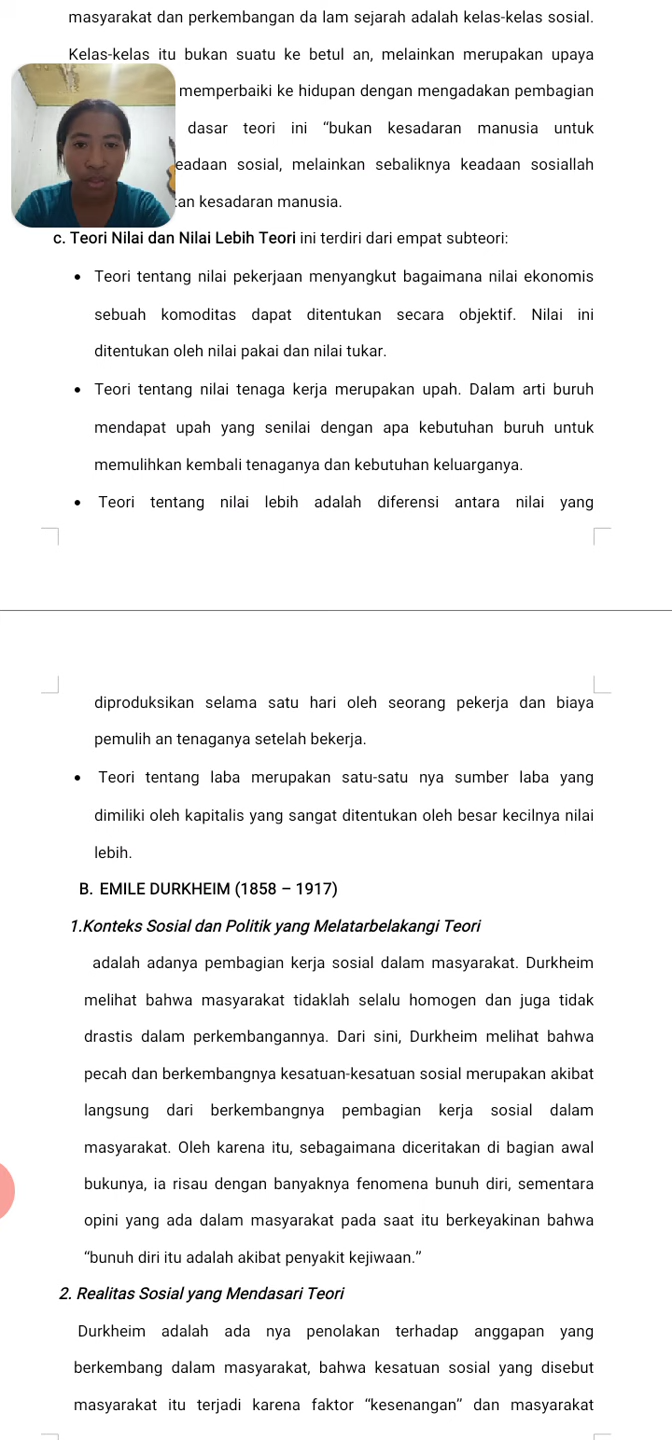 masyarakat dan perkembangan da lam sejarah adalah kelas-kelas sosial.
Kelas-kelas itu bukan suatu ke betul an, melainkan merupakan upaya
memperbaiki ke hidupan dengan mengadakan pembagian
dasar teori ini “bukan kesadaran manusia untuk
eadaan sosial, melainkan sebaliknya keadaan sosiallah
an kesadaran manusia.
c. Teori Nilai dan Nilai Lebih Teori ini terdiri dari empat subteori:
• Teori tentang nilai pekerjaan menyangkut bagaimana nilai ekonomis
sebuah komoditas dapat ditentukan secara objektif. Nilai ini
ditentukan oleh nilai pakai dan nilai tukar.
• Teori tentang nilai tenaga kerja merupakan upah. Dalam arti buruh
mendapat upah yang senilai dengan apa kebutuhan buruh untuk
memulihkan kembali tenaganya dan kebutuhan keluarganya.
• Teori tentang nilai lebih adalah diferensi antara nilai yang
diproduksikan selama satu hari oleh seorang pekerja dan biaya
pemulih an tenaganya setelah bekerja.
• Teori tentang laba merupakan satu-satu nya sumber laba yang
dimiliki oleh kapitalis yang sangat ditentukan oleh besar kecilnya nilai
lebih.
B. EMILE DURKHEIM (1858 – 1917)
1.Konteks Sosial dan Politik yang Melatarbelakangi Teori
adalah adanya pembagian kerja sosial dalam masyarakat. Durkheim
melihat bahwa masyarakat tidaklah selalu homogen dan juga tidak
drastis dalam perkembangannya. Dari sini, Durkheim melihat bahwa
pecah dan berkembangnya kesatuan-kesatuan sosial merupakan akibat
langsung dari berkembangnya pembagian kerja sosial dalam
masyarakat. Oleh karena itu, sebagaimana diceritakan di bagian awal
bukunya, ia risau dengan banyaknya fenomena bunuh diri, sementara
opini yang ada dalam masyarakat pada saat itu berkeyakinan bahwa
“bunuh diri itu adalah akibat penyakit kejiwaan.”
2. Realitas Sosial yang Mendasari Teori
Durkheim adalah ada nya penolakan terhadap anggapan yang
berkembang dalam masyarakat, bahwa kesatuan sosial yang disebut
masyarakat itu terjadi karena faktor “kesenangan” dan masyarakat